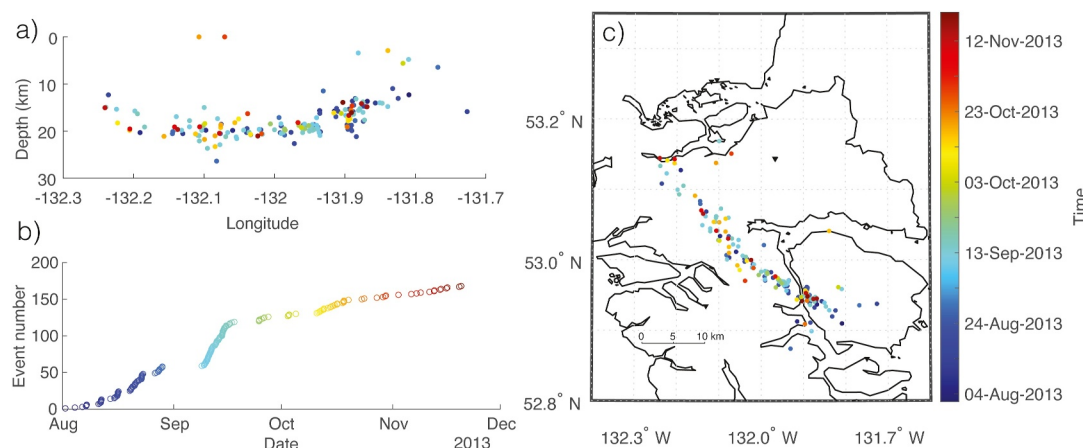 a)
0
10
20
30
Depth (km)
-132.3 -132.2 -132.1 -132 -131.9 -131.8 -131.7
Longitude
b)
200
150
100
50
0
Event number
Aug Sep Oct Nov Dec
Date 2013
c)
53.2° N
53.0° N
52.8° N
0 5 10 km
132.3° W 132.0° W 131.7° W
12-Nov-2013
23-Oct-2013
03-Oct-2013
13-Sep-2013
24-Aug-2013
04-Aug-2013
Time